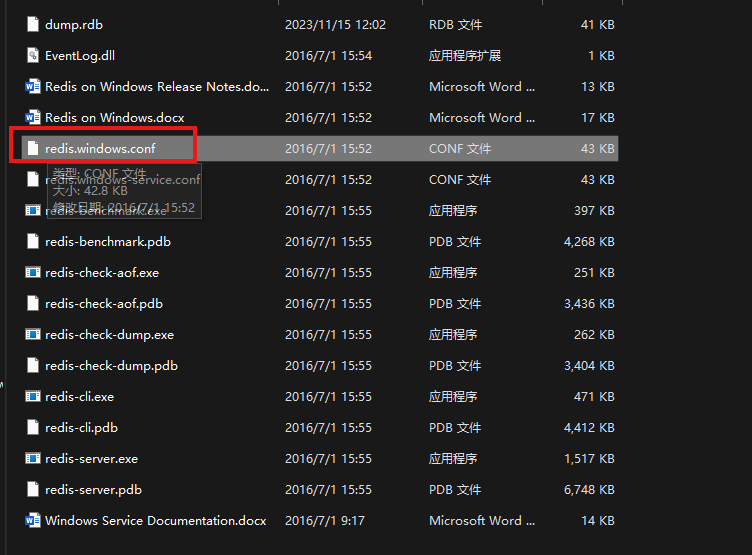 dump.rdb 2023/11/15 12:02 RDB 文件 41 KB
EventLog.dll 2016/7/1 15:54 应用程序扩展 1 KB
Redis on Windows Release Notes.do... 2016/7/1 15:52 Microsoft Word ... 13 KB
Redis on Windows.docx 2016/7/1 15:52 Microsoft Word ... 17 KB
redis.windows.conf 2016/7/1 15:52 CONF 文件 43 KB
类型: CONF 文件
redis.windows-service.conf 2016/7/1 15:52 CONF 文件 43 KB
大小: 42.8 KB
修改日期: 2016/7/1 15:52
redis-benchmark.exe 2016/7/1 15:55 应用程序 397 KB
redis-benchmark.pdb 2016/7/1 15:55 PDB 文件 4,268 KB
redis-check-aof.exe 2016/7/1 15:55 应用程序 251 KB
redis-check-aof.pdb 2016/7/1 15:55 PDB 文件 3,436 KB
redis-check-dump.exe 2016/7/1 15:55 应用程序 262 KB
redis-check-dump.pdb 2016/7/1 15:55 PDB 文件 3,404 KB
redis-cli.exe 2016/7/1 15:55 应用程序 471 KB
redis-cli.pdb 2016/7/1 15:55 PDB 文件 4,412 KB
redis-server.exe 2016/7/1 15:55 应用程序 1,517 KB
redis-server.pdb 2016/7/1 15:55 PDB 文件 6,748 KB
Windows Service Documentation.docx 2016/7/1 9:17 Microsoft Word ... 14 KB